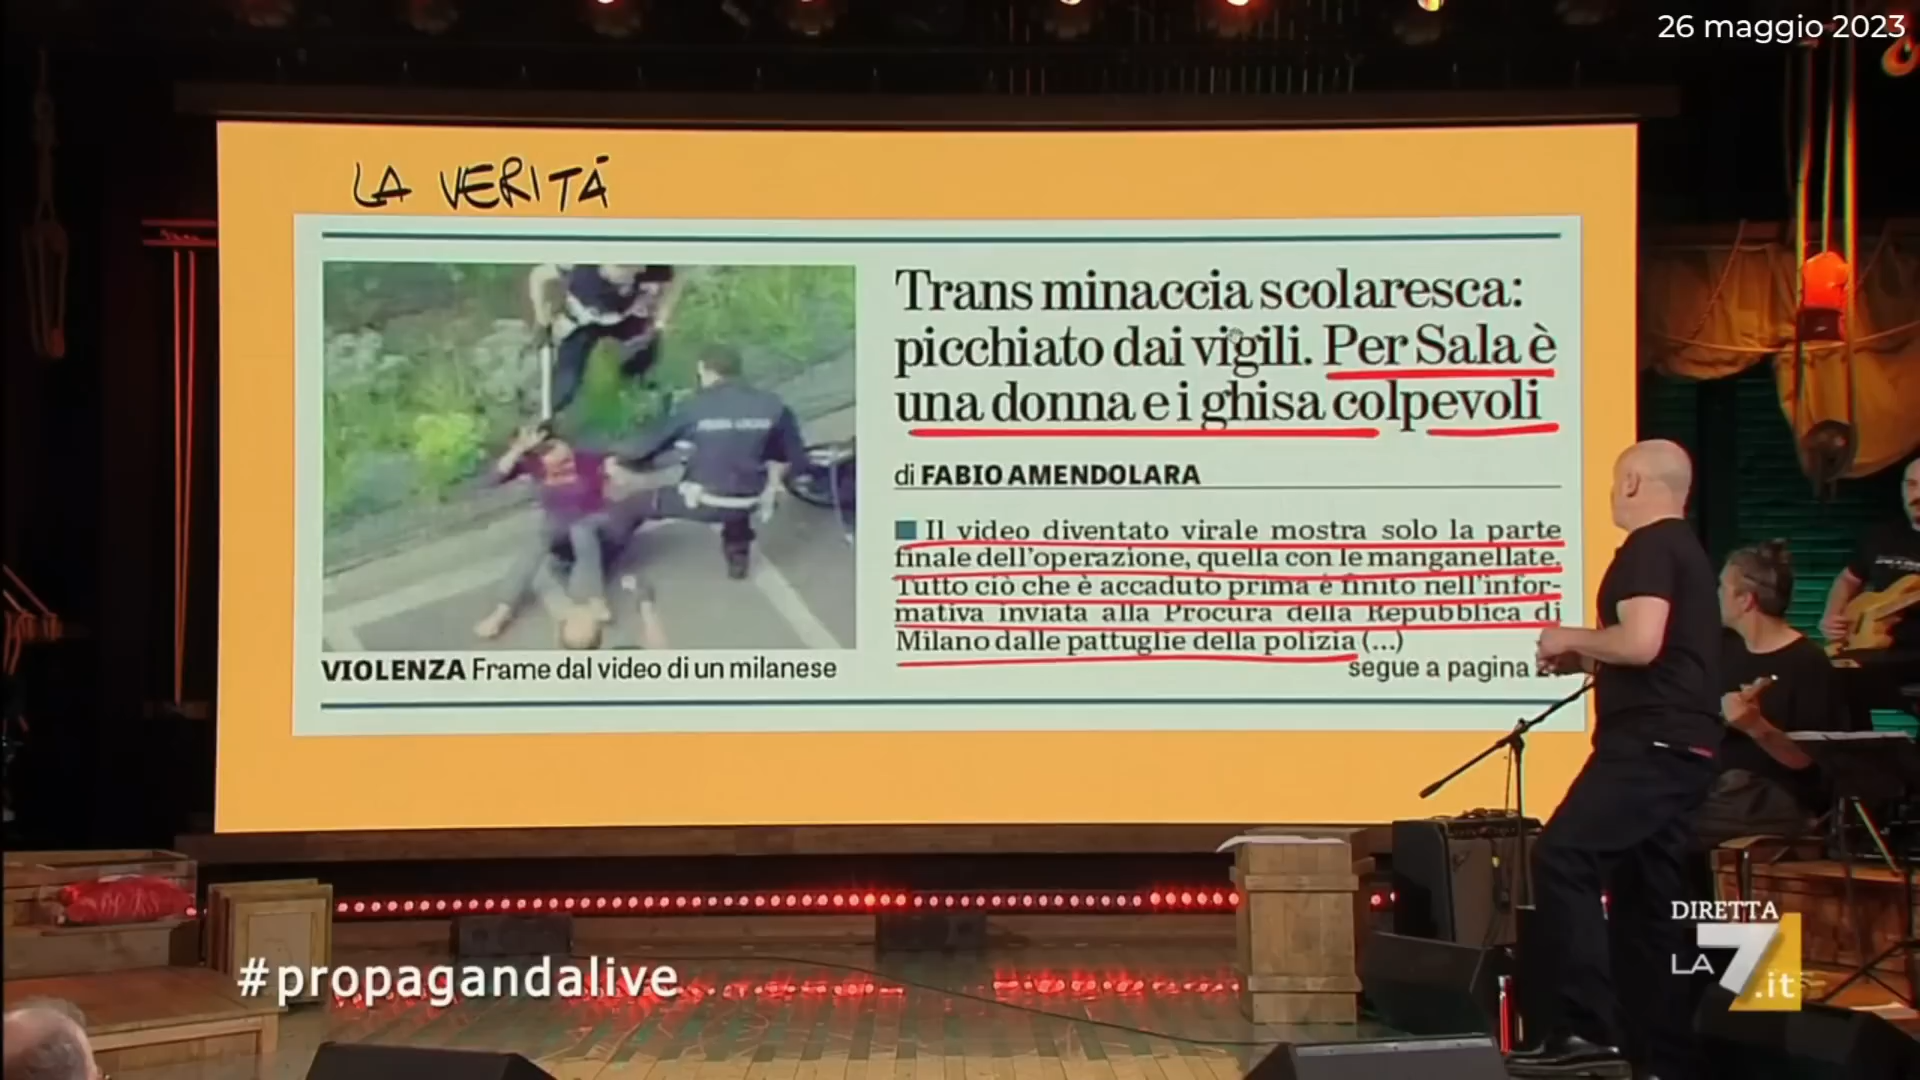 26 maggio 2023
LA VERITÀ
Trans minaccia scolaresca:
picchiato dai vigili. Per Sala è
una donna e i ghisa colpevoli
di FABIO AMENDOLARA
Il video diventato virale mostra solo la parte
finale dell'operazione, quella con le manganellate.
Tutto ciò che è accaduto prima è finito nell'infor-
mativa inviata alla Procura della Repubblica di
Milano dalle pattuglie della polizia (...)
segue a pagina
VIOLENZA Frame dal video di un milanese
#propagandalive
DIRETTA
LA7.it